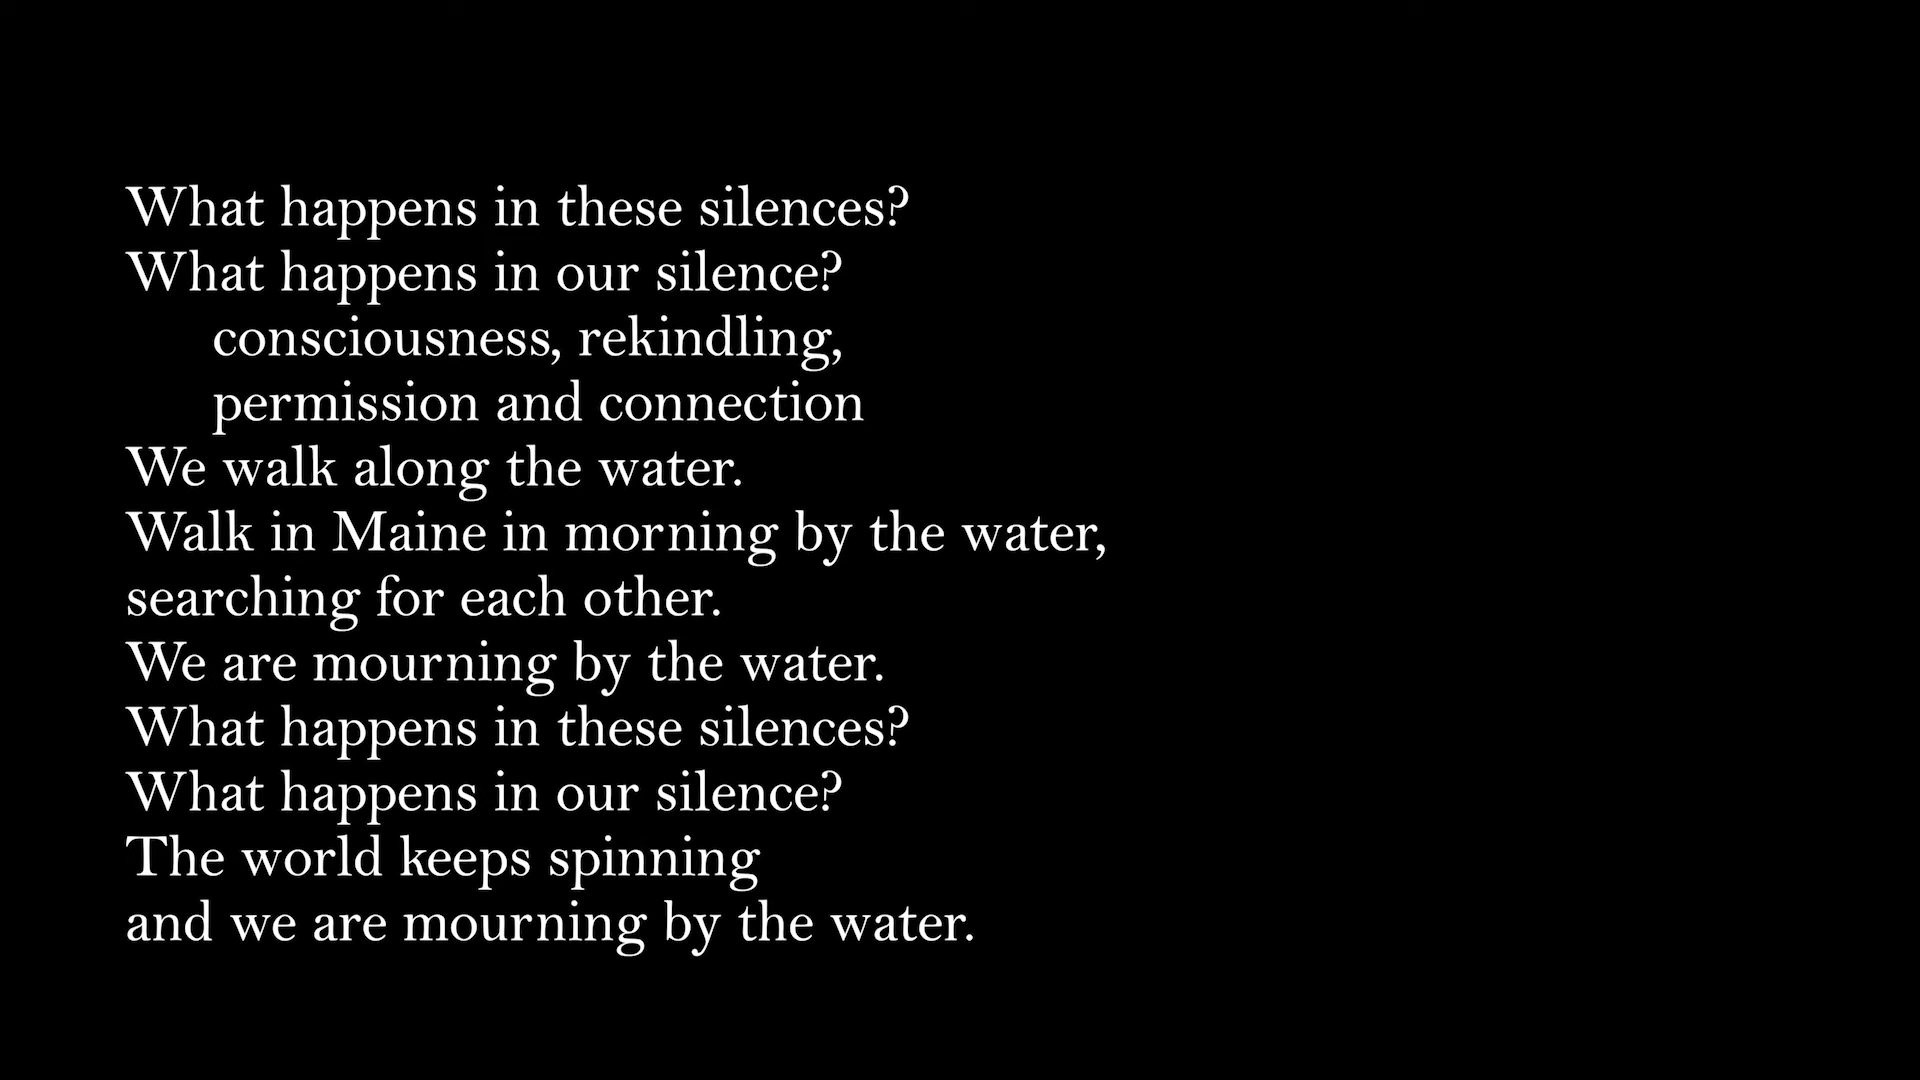 What happens in these silences?
What happens in our silence?
consciousness, rekindling,
permission and connection
We walk along the water.
Walk in Maine in morning by the water,
searching for each other.
We are mourning by the water.
What happens in these silences?
What happens in our silence?
The world keeps spinning
and we are mourning by the water.